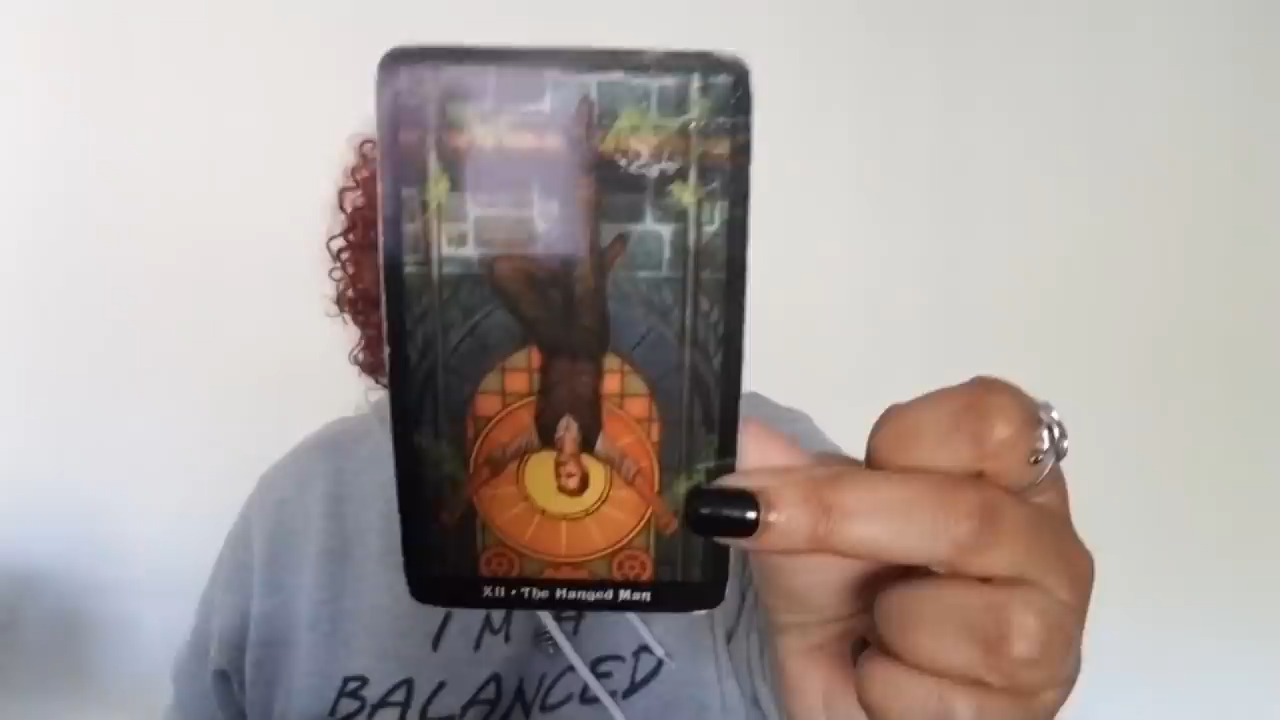 XII • The Hanged Man
I'M A
BALANCED